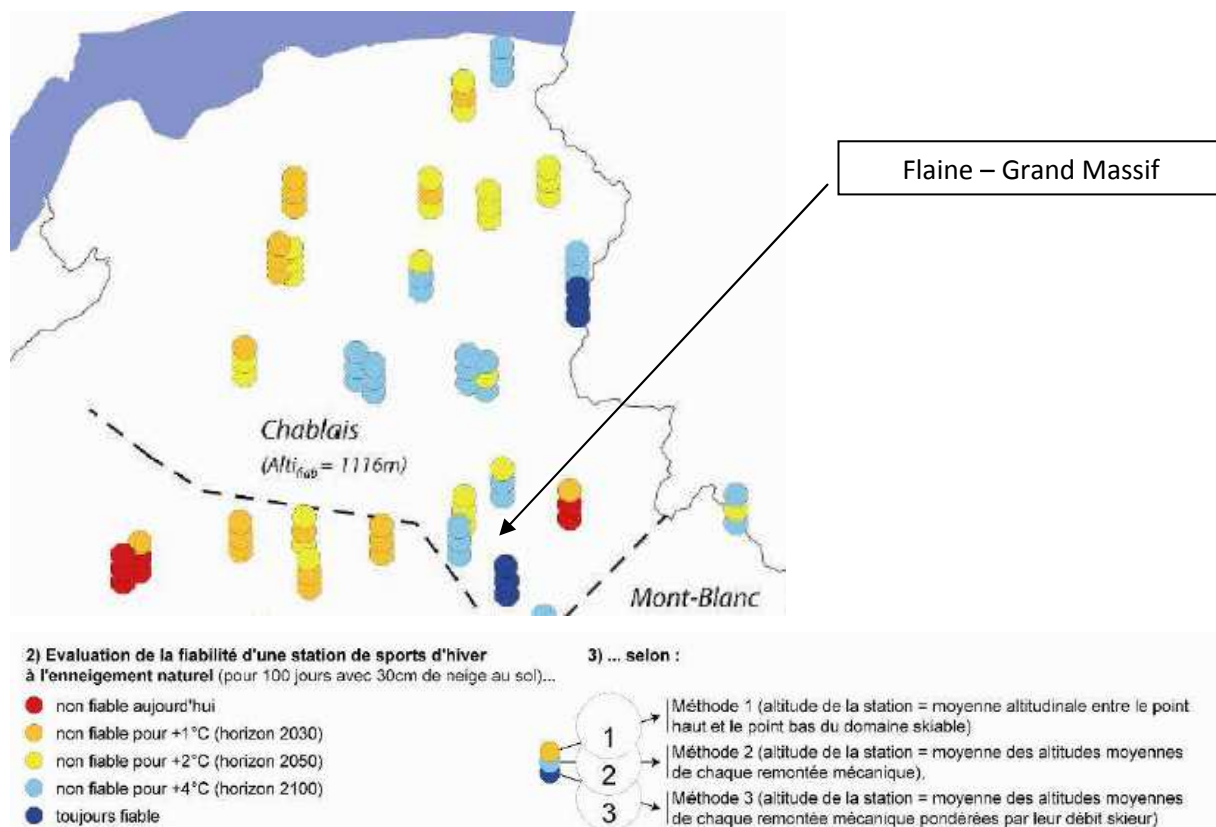 Flaine – Grand Massif
Chablais
(Altifiab = 1116m)
Mont-Blanc
2) Evaluation de la fiabilité d'une station de sports d'hiver
à l'enneigement naturel (pour 100 jours avec 30cm de neige au sol)...
non fiable aujourd'hui
non fiable pour +1°C (horizon 2030)
non fiable pour +2°C (horizon 2050)
non fiable pour +4°C (horizon 2100)
toujours fiable
3) ... selon :
1
2
3
Méthode 1 (altitude de la station = moyenne altitudinale entre le point
haut et le point bas du domaine skiable)
Méthode 2 (altitude de la station = moyenne des altitudes moyennes
de chaque remontée mécanique),
Méthode 3 (altitude de la station = moyenne des altitudes moyennes
de chaque remontée mécanique pondérées par leur débit skieur)